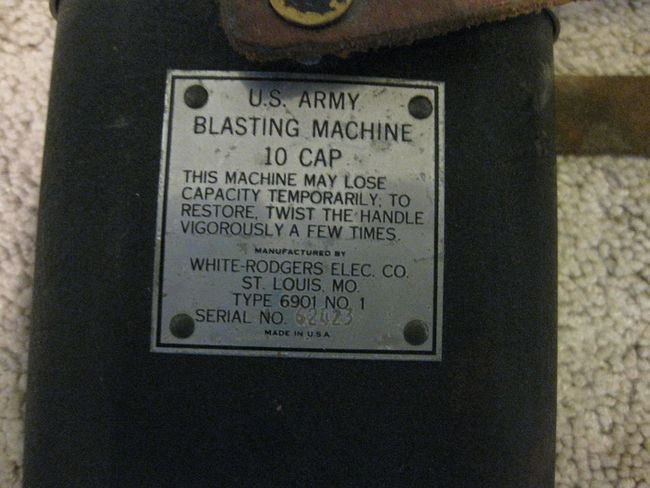 U.S. ARMY
BLASTING MACHINE
10 CAP
THIS MACHINE MAY LOSE
CAPACITY TEMPORARILY; TO
RESTORE, TWIST THE HANDLE
VIGOROUSLY A FEW TIMES.
MANUFACTURED BY
WHITE-RODGERS ELEC. CO.
ST. LOUIS, MO.
TYPE 6901 NO. 1
SERIAL NO. 62423
MADE IN U.S.A.